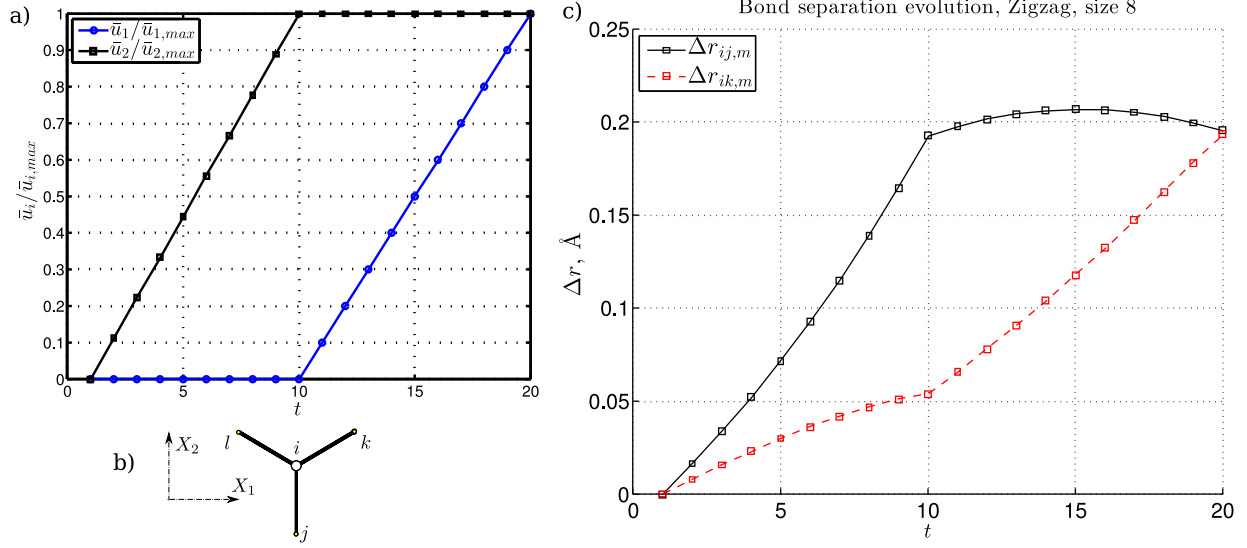 a)
ū₁/ū₁,max
ū₂/ū₂,max
ūᵢ/ūᵢ,max
1
0.9
0.8
0.7
0.6
0.5
0.4
0.3
0.2
0.1
0
0 5 10 15 20
t
b)
X₂
X₁
l i k
j
c)
Bond separation evolution, Zigzag, size 8
Δrij,m
Δrik,m
Δr, Å
0.25
0.2
0.15
0.1
0.05
0
5 10 15 20
t